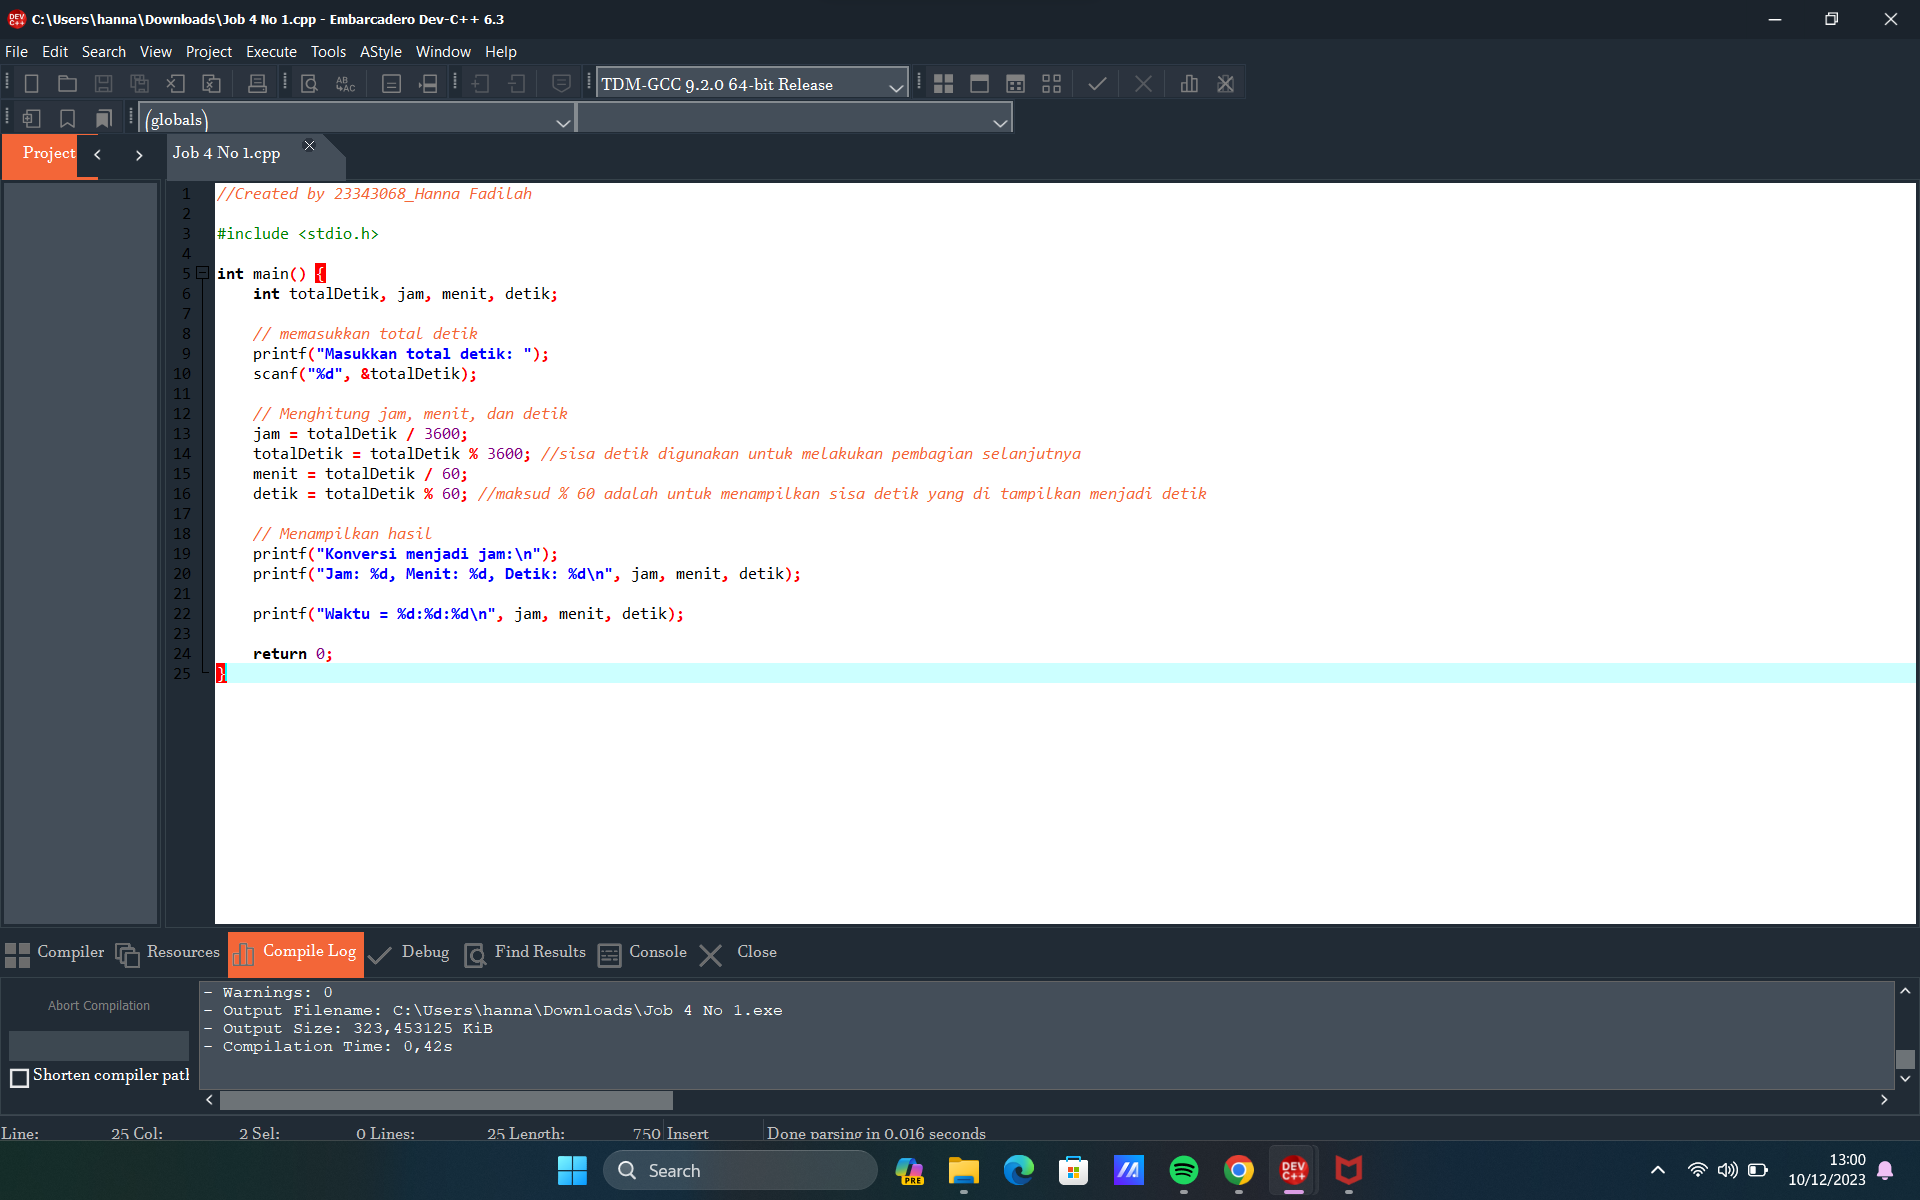 C:\Users\hanna\Downloads\Job 4 No 1.cpp - Embarcadero Dev-C++ 6.3
File Edit Search View Project Execute Tools AStyle Window Help
TDM-GCC 9.2.0 64-bit Release
(globals)
Project
Job 4 No 1.cpp
1 //Created by 23343068_Hanna Fadilah
2
3 #include <stdio.h>
4
5 int main() {
6 int totalDetik, jam, menit, detik;
7
8 // memasukkan total detik
9 printf("Masukkan total detik: ");
10 scanf("%d", &totalDetik);
11
12 // Menghitung jam, menit, dan detik
13 jam = totalDetik / 3600;
14 totalDetik = totalDetik % 3600; //sisa detik digunakan untuk melakukan pembagian selanjutnya
15 menit = totalDetik / 60;
16 detik = totalDetik % 60; //maksud % 60 adalah untuk menampilkan sisa detik yang di tampilkan menjadi detik
17
18 // Menampilkan hasil
19 printf("Konversi menjadi jam:\n");
20 printf("Jam: %d, Menit: %d, Detik: %d\n", jam, menit, detik);
21
22 printf("Waktu = %d:%d:%d\n", jam, menit, detik);
23
24 return 0;
25 }
Compiler Resources Compile Log Debug Find Results Console Close
Abort Compilation
Shorten compiler path
- Warnings: 0
- Output Filename: C:\Users\hanna\Downloads\Job 4 No 1.exe
- Output Size: 323,453125 KiB
- Compilation Time: 0,42s
Line: 25 Col: 2 Sel: 0 Lines: 25 Length: 750 Insert Done parsing in 0.016 seconds
Search
PRE
DEV C++
13:00
10/12/2023